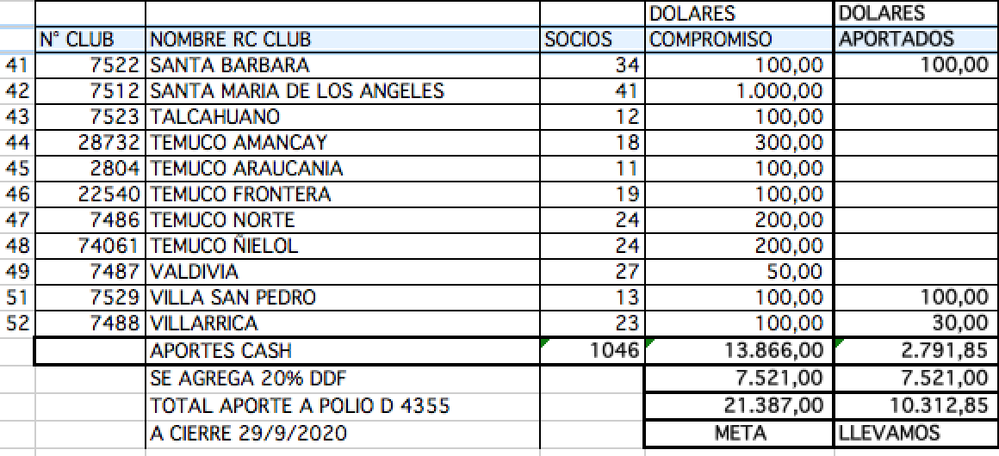 DOLARES DOLARES
N° CLUB NOMBRE RC CLUB SOCIOS COMPROMISO APORTADOS
41 7522 SANTA BARBARA 34 100,00 100,00
42 7512 SANTA MARIA DE LOS ANGELES 41 1.000,00
43 7523 TALCAHUANO 12 100,00
44 28732 TEMUCO AMANCAY 18 300,00
45 2804 TEMUCO ARAUCANIA 11 100,00
46 22540 TEMUCO FRONTERA 19 100,00
47 7486 TEMUCO NORTE 24 200,00
48 74061 TEMUCO ÑIELOL 24 200,00
49 7487 VALDIVIA 27 50,00
51 7529 VILLA SAN PEDRO 13 100,00 100,00
52 7488 VILLARRICA 23 100,00 30,00
APORTES CASH 1046 13.866,00 2.791,85
SE AGREGA 20% DDF 7.521,00 7.521,00
TOTAL APORTE A POLIO D 4355 21.387,00 10.312,85
A CIERRE 29/9/2020 META LLEVAMOS